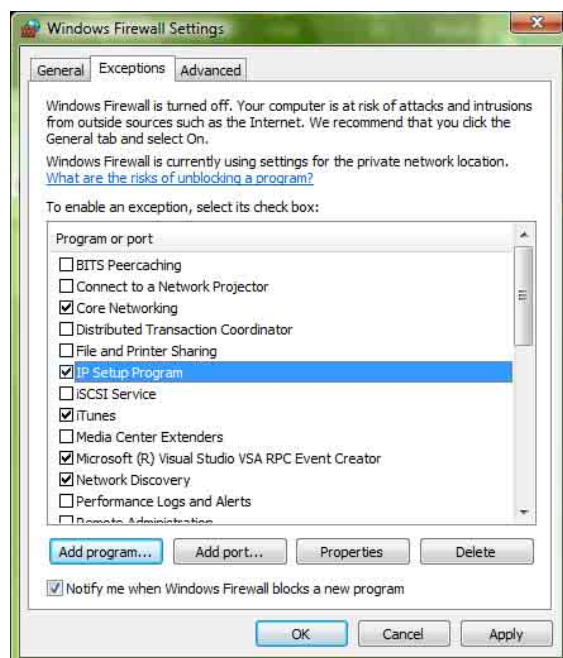 Windows Firewall Settings
General Exceptions Advanced
Windows Firewall is turned off. Your computer is at risk of attacks and intrusions
from outside sources such as the Internet. We recommend that you click the
General tab and select On.
Windows Firewall is currently using settings for the private network location.
What are the risks of unblocking a program?
To enable an exception, select its check box:
Program or port
BITS Peercaching
Connect to a Network Projector
Core Networking
Distributed Transaction Coordinator
File and Printer Sharing
IP Setup Program
iSCSI Service
iTunes
Media Center Extenders
Microsoft (R) Visual Studio VSA RPC Event Creator
Network Discovery
Performance Logs and Alerts
Remote Administration
Add program... Add port... Properties Delete
Notify me when Windows Firewall blocks a new program
OK Cancel Apply